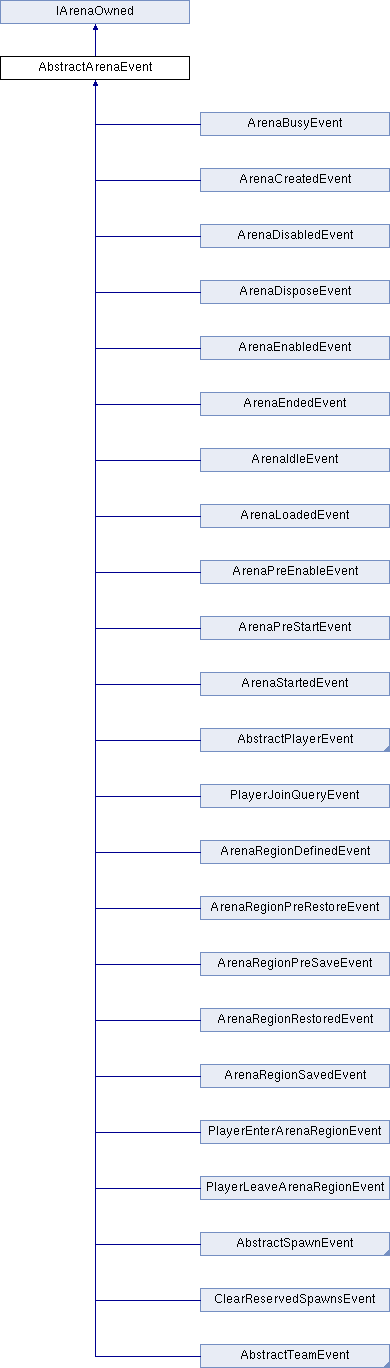 IArenaOwned
AbstractArenaEvent
ArenaBusyEvent
ArenaCreatedEvent
ArenaDisabledEvent
ArenaDisposeEvent
ArenaEnabledEvent
ArenaEndedEvent
ArenaIdleEvent
ArenaLoadedEvent
ArenaPreEnableEvent
ArenaPreStartEvent
ArenaStartedEvent
AbstractPlayerEvent
PlayerJoinQueryEvent
ArenaRegionDefinedEvent
ArenaRegionPreRestoreEvent
ArenaRegionPreSaveEvent
ArenaRegionRestoredEvent
ArenaRegionSavedEvent
PlayerEnterArenaRegionEvent
PlayerLeaveArenaRegionEvent
AbstractSpawnEvent
ClearReservedSpawnsEvent
AbstractTeamEvent